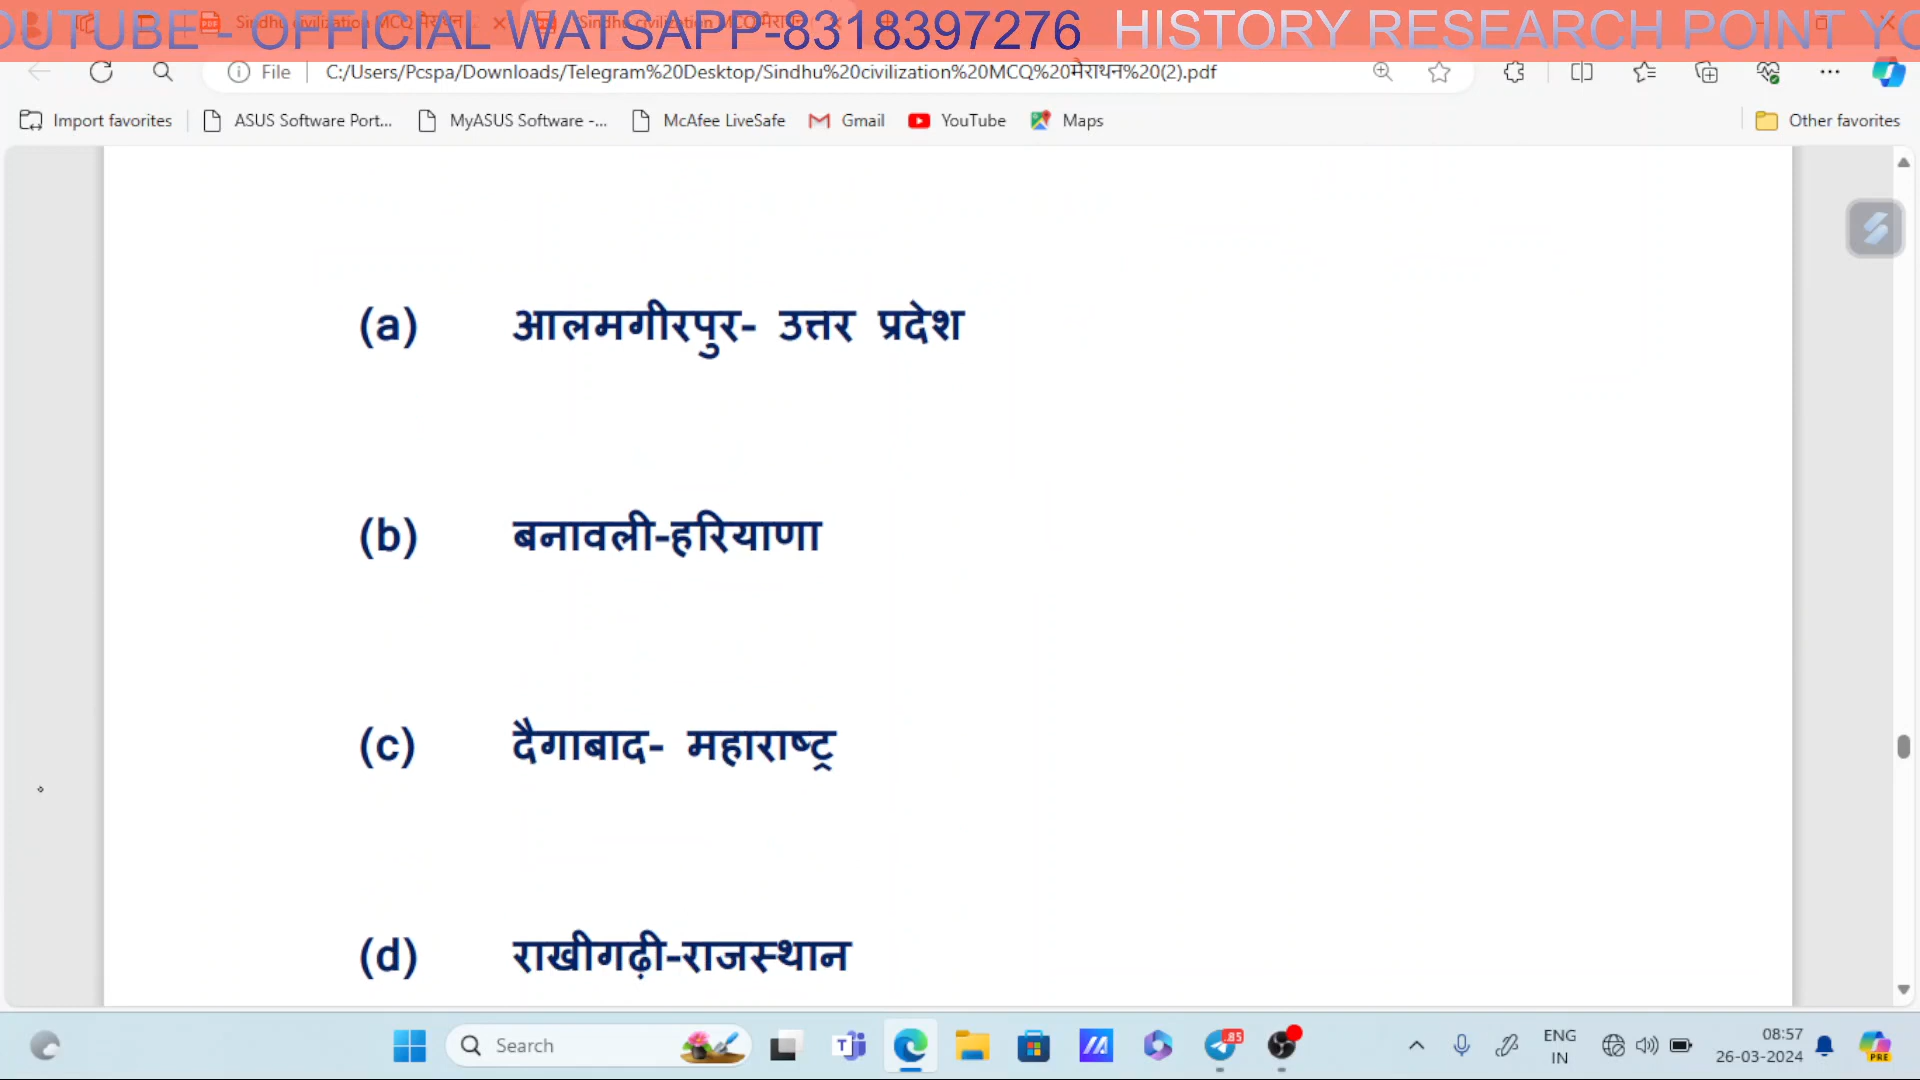 OUTUBE - OFFICIAL WATSAPP-8318397276 HISTORY RESEARCH POINT YO
File C:/Users/Pcspa/Downloads/Telegram%20Desktop/Sindhu%20civilization%20MCQ%20मेराथन%20(2).pdf
Import favorites ASUS Software Port... MyASUS Software -... McAfee LiveSafe Gmail YouTube Maps Other favorites
(a) आलमगीरपुर- उत्तर प्रदेश
(b) बनावली-हरियाणा
(c) दैगाबाद- महाराष्ट्र
(d) राखीगढ़ी-राजस्थान
Search 85 ENG 08:57
IN 26-03-2024 PRE